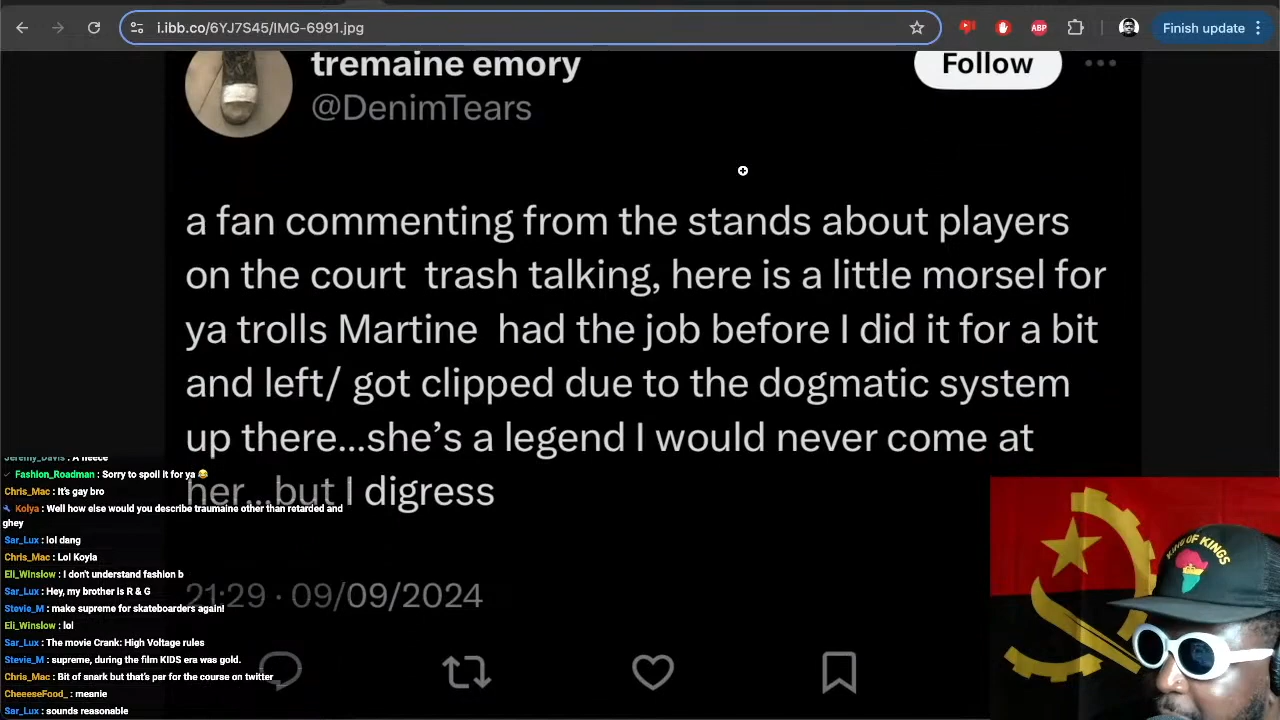 i.ibb.co/6YJ7S45/IMG-6991.jpg
ABP
Finish update
tremaine emory
@DenimTears
Follow
a fan commenting from the stands about players
on the court trash talking, here is a little morsel for
ya trolls Martine had the job before I did it for a bit
and left/ got clipped due to the dogmatic system
up there...she’s a legend I would never come at
her...but I digress
21:29 · 09/09/2024
Jeremy_Davis : A fleece
Fashion_Roadman : Sorry to spoil it for ya 😂
Chris_Mac : It's gay bro
Kolya : Well how else would you describe traumaine other than retarded and
ghey
Sar_Lux : lol dang
Chris_Mac : Lol Koyla
Eli_Winslow : I don't understand fashion b
Sar_Lux : Hey, my brother is R & G
Stevie_M : make supreme for skateboarders again!
Eli_Winslow : lol
Sar_Lux : The movie Crank: High Voltage rules
Stevie_M : supreme, during the film KIDS era was gold.
Chris_Mac : Bit of snark but that's par for the course on twitter
CheeeseFood_ : meanie
Sar_Lux : sounds reasonable
KING OF KINGS